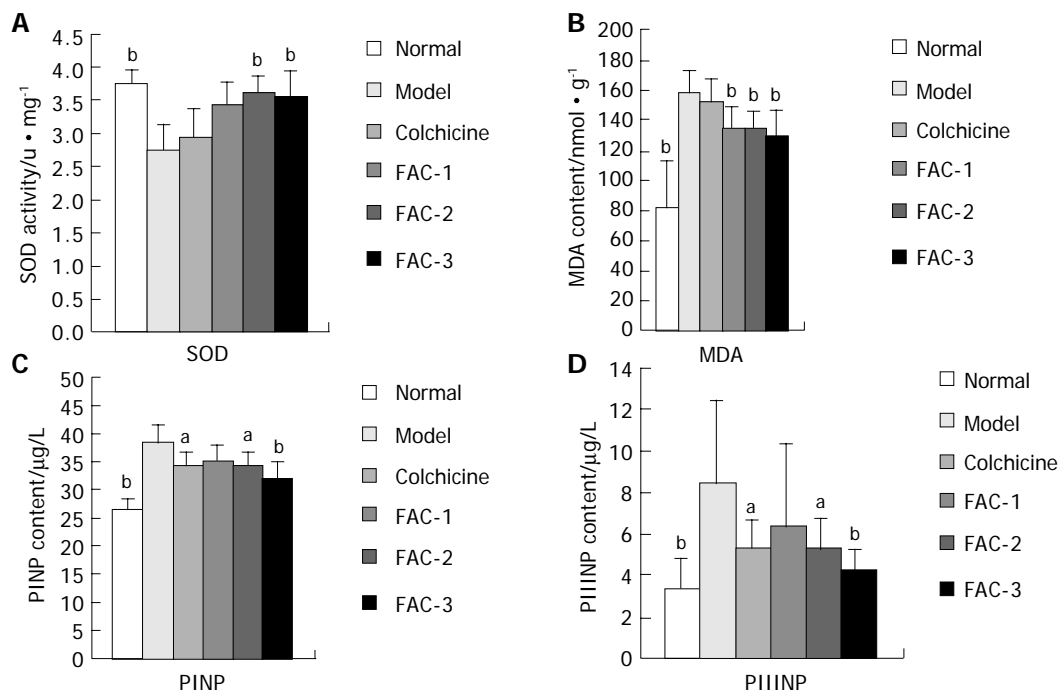 A
SOD activity/u • mg⁻¹
4.5
4.0
3.5
3.0
2.5
2.0
1.5
1.0
0.5
0.0
b
b
b
SOD
Normal
Model
Colchicine
FAC-1
FAC-2
FAC-3
B
MDA content/nmol • g⁻¹
200
180
160
140
120
100
80
60
40
20
0
b
b
b
b
MDA
Normal
Model
Colchicine
FAC-1
FAC-2
FAC-3
C
PINP content/μg/L
50
45
40
35
30
25
20
15
10
5
0
b
a
a
b
PINP
Normal
Model
Colchicine
FAC-1
FAC-2
FAC-3
D
PIIINP content/μg/L
14
12
10
8
6
4
2
0
b
a
a
b
PIIINP
Normal
Model
Colchicine
FAC-1
FAC-2
FAC-3